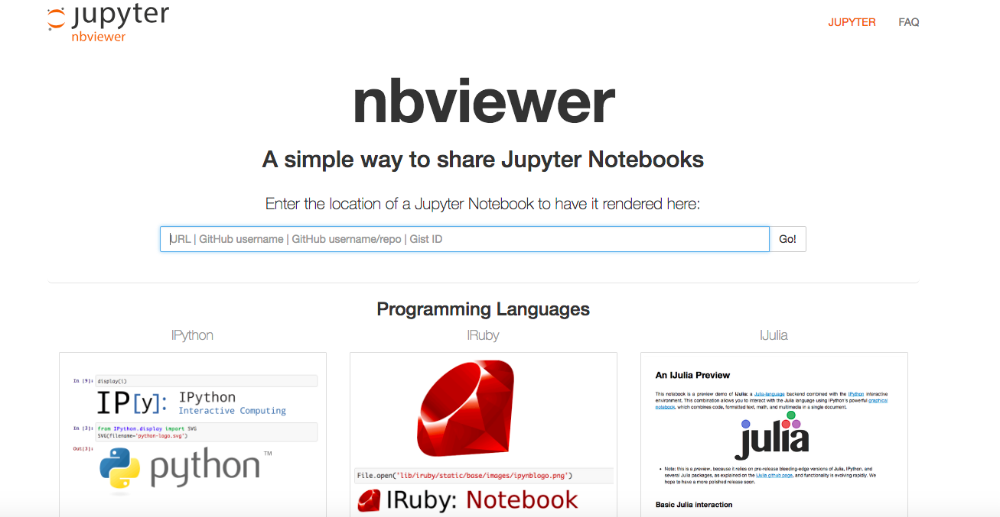 jupyter
nbviewer
JUPYTER FAQ
nbviewer
A simple way to share Jupyter Notebooks
Enter the location of a Jupyter Notebook to have it rendered here:
URL | GitHub username | GitHub username/repo | Gist ID
Go!
Programming Languages
IPython
IRuby
IJulia
In [9]: display(i)
IP[y]: IPython
Interactive Computing
In [3]: from IPython.display import SVG
SVG(filename='python-logo.svg')
Out[3]:
python™
File.open('lib/iruby/static/base/images/ipynblogo.png')
IRuby: Notebook
An IJulia Preview
This notebook is a preview demo of IJulia: a Julia-language backend combined with the IPython interactive
environment. This combination allows you to interact with the Julia language using IPython's powerful graphical
notebook, which combines code, formatted text, math, and multimedia in a single document.
julia
• Note: this is a preview, because it relies on pre-release bleeding-edge versions of Julia, IPython, and
several Julia packages, as explained on the IJulia github page, and functionality is evolving rapidly. We
hope to have a more polished release soon.
Basic Julia interaction